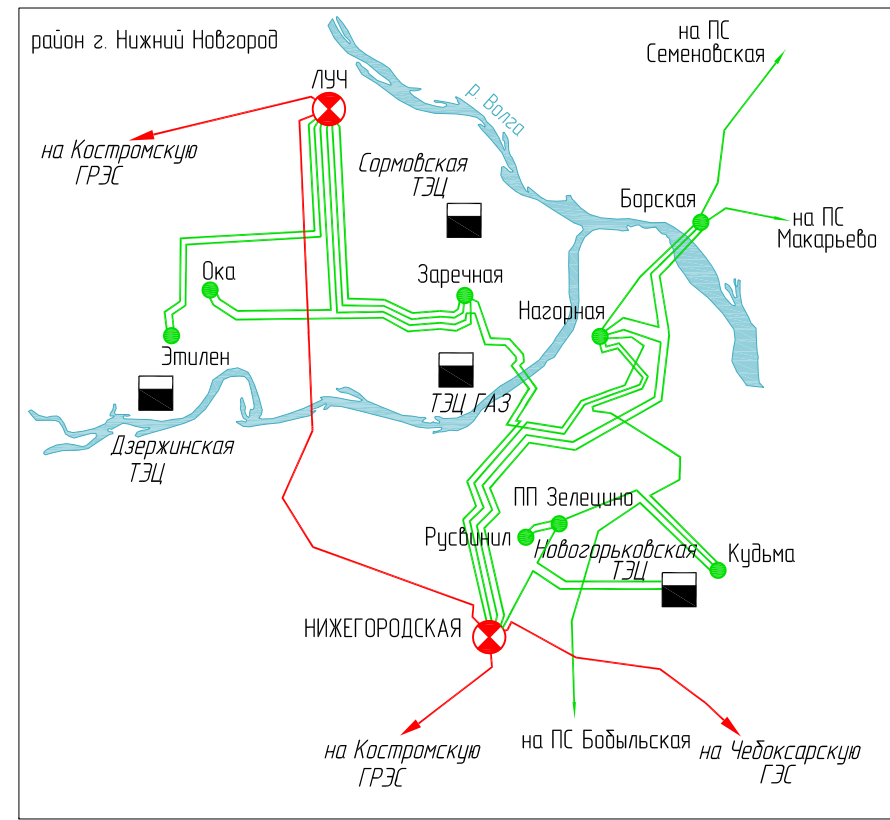 район г. Нижний Новгород
на ПС
Семеновская
ЛУЧ
р. Волга
на Костромскую
ГРЭС
Сормовская
ТЭЦ
Борская
на ПС
Макарьево
Ока
Заречная
Нагорная
Этилен
ТЭЦ ГАЗ
Дзержинская
ТЭЦ
ПП Зелецино
Русвинил
Новогорьковская
ТЭЦ
Кудьма
НИЖЕГОРОДСКАЯ
на Костромскую
ГРЭС
на ПС Бобыльская
на Чебоксарскую
ГЭС